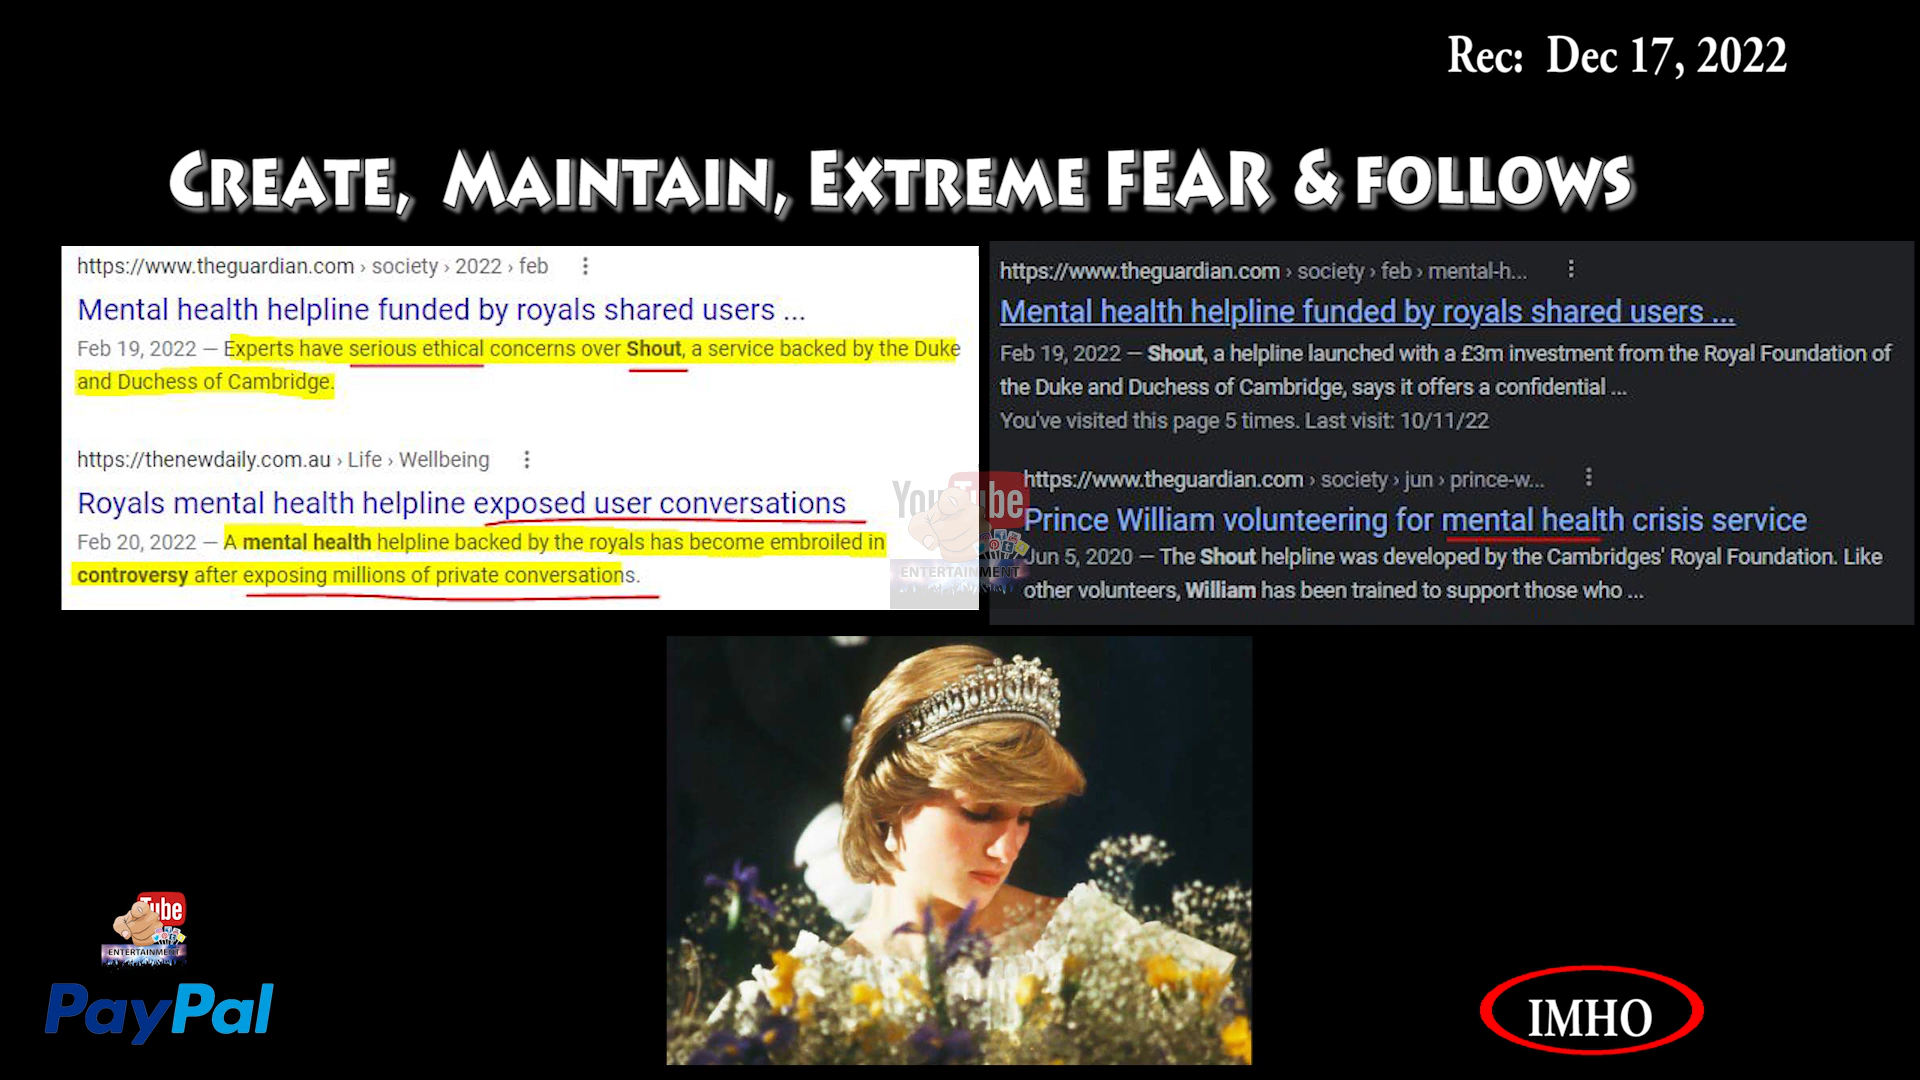 Rec: Dec 17, 2022
CREATE, MAINTAIN, EXTREME FEAR & FOLLOWS
https://www.theguardian.com › society › 2022 › feb
Mental health helpline funded by royals shared users ...
Feb 19, 2022 — Experts have serious ethical concerns over Shout, a service backed by the Duke
and Duchess of Cambridge.
https://thenewdaily.com.au › Life › Wellbeing
Royals mental health helpline exposed user conversations
Feb 20, 2022 — A mental health helpline backed by the royals has become embroiled in
controversy after exposing millions of private conversations.
https://www.theguardian.com › society › feb › mental-h...
Mental health helpline funded by royals shared users ...
Feb 19, 2022 — Shout, a helpline launched with a £3m investment from the Royal Foundation of
the Duke and Duchess of Cambridge, says it offers a confidential ...
You've visited this page 5 times. Last visit: 10/11/22
https://www.theguardian.com › society › jun › prince-w...
Prince William volunteering for mental health crisis service
Jun 5, 2020 — The Shout helpline was developed by the Cambridges' Royal Foundation. Like
other volunteers, William has been trained to support those who ...
YouTube
ENTERTAINMENT
Tube
ENTERTAINMENT
PayPal
IMHO